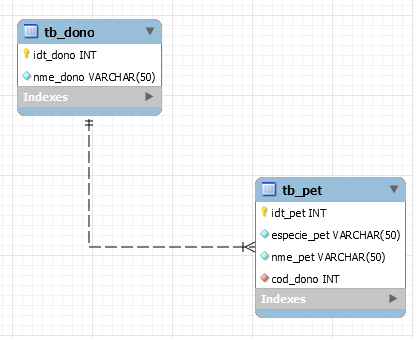 tb_dono
idt_dono INT
nme_dono VARCHAR(50)
Indexes
tb_pet
idt_pet INT
especie_pet VARCHAR(50)
nme_pet VARCHAR(50)
cod_dono INT
Indexes